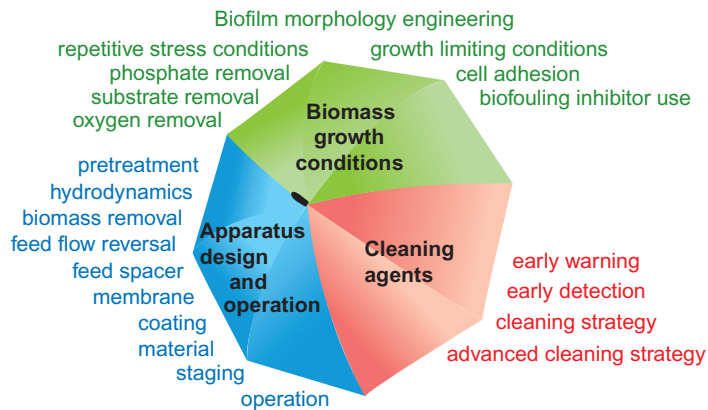 Biofilm morphology engineering
repetitive stress conditions
phosphate removal
substrate removal
oxygen removal
growth limiting conditions
cell adhesion
biofouling inhibitor use
Biomass
growth
conditions
pretreatment
hydrodynamics
biomass removal
feed flow reversal
feed spacer
membrane
coating
material
staging
operation
Apparatus
design
and
operation
Cleaning
agents
early warning
early detection
cleaning strategy
advanced cleaning strategy